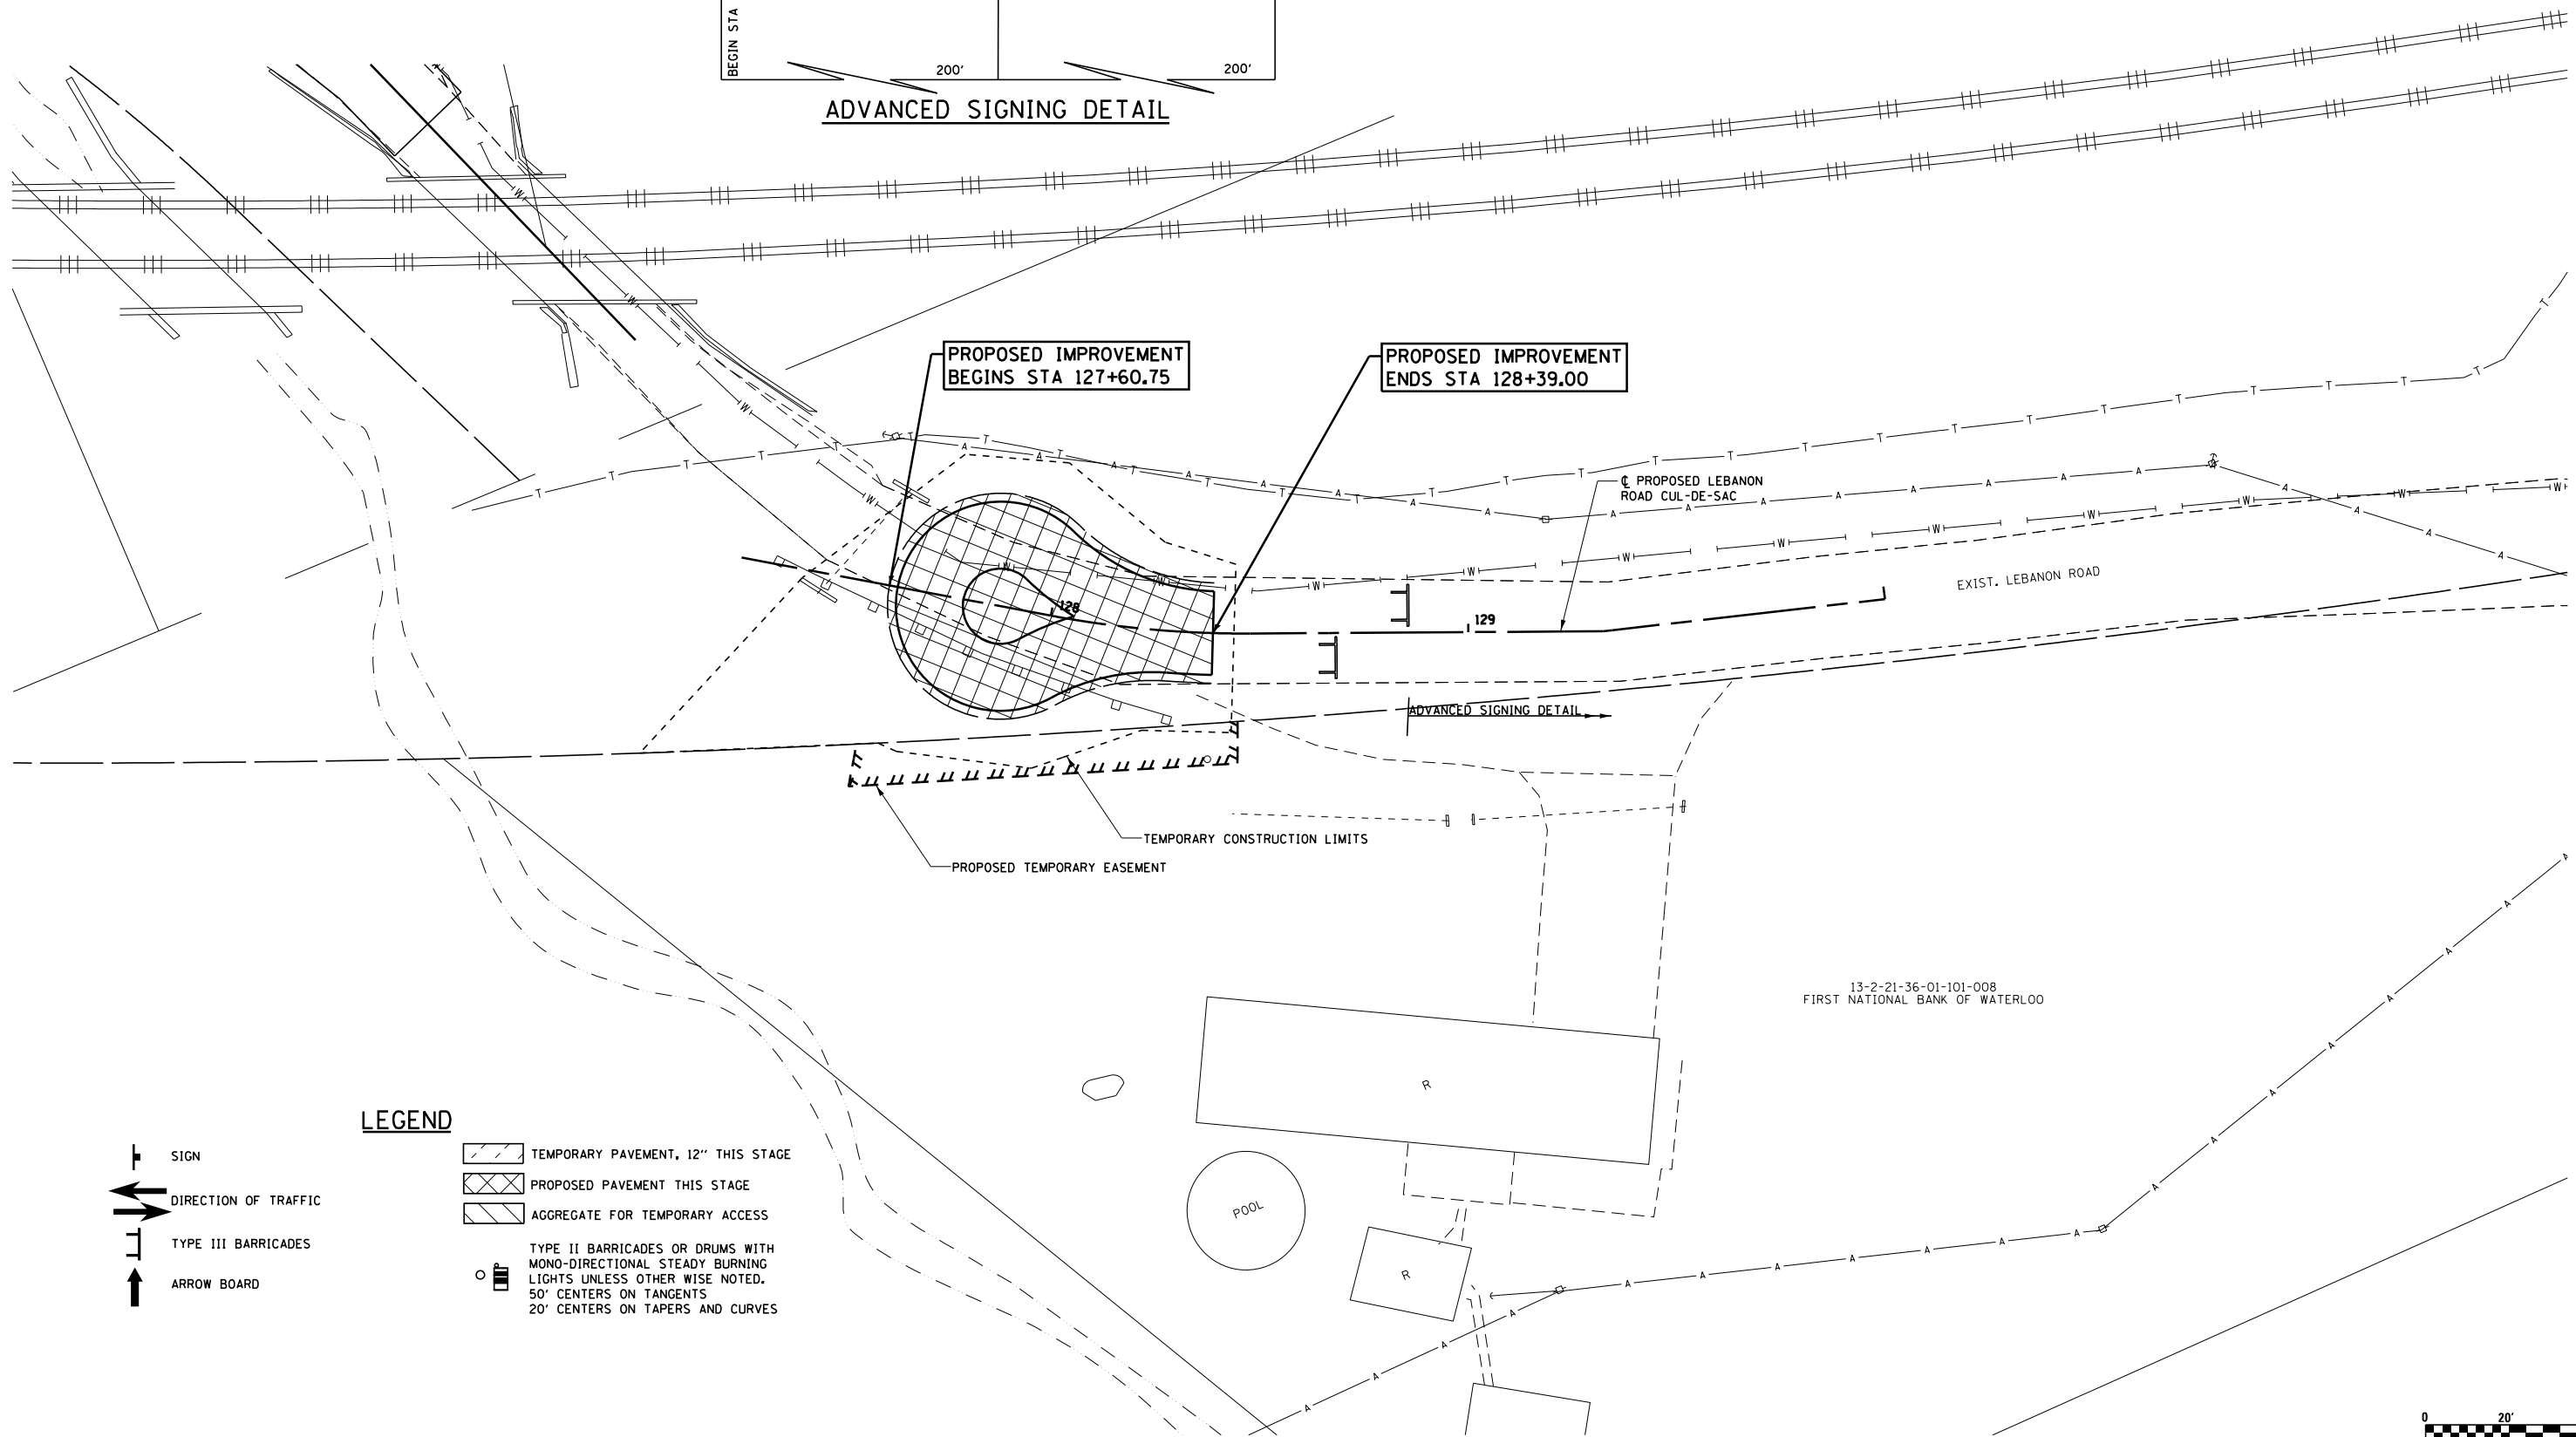 BEGIN STA
200' 200'
ADVANCED SIGNING DETAIL
PROPOSED IMPROVEMENT
BEGINS STA 127+60.75
PROPOSED IMPROVEMENT
ENDS STA 128+39.00
℄ PROPOSED LEBANON
ROAD CUL-DE-SAC
EXIST. LEBANON ROAD
128
129
ADVANCED SIGNING DETAIL
TEMPORARY CONSTRUCTION LIMITS
PROPOSED TEMPORARY EASEMENT
13-2-21-36-01-101-008
FIRST NATIONAL BANK OF WATERLOO
R
POOL
R
LEGEND
SIGN
DIRECTION OF TRAFFIC
TYPE III BARRICADES
ARROW BOARD
TEMPORARY PAVEMENT, 12" THIS STAGE
PROPOSED PAVEMENT THIS STAGE
AGGREGATE FOR TEMPORARY ACCESS
TYPE II BARRICADES OR DRUMS WITH
MONO-DIRECTIONAL STEADY BURNING
LIGHTS UNLESS OTHER WISE NOTED.
50' CENTERS ON TANGENTS
20' CENTERS ON TAPERS AND CURVES
0 20'